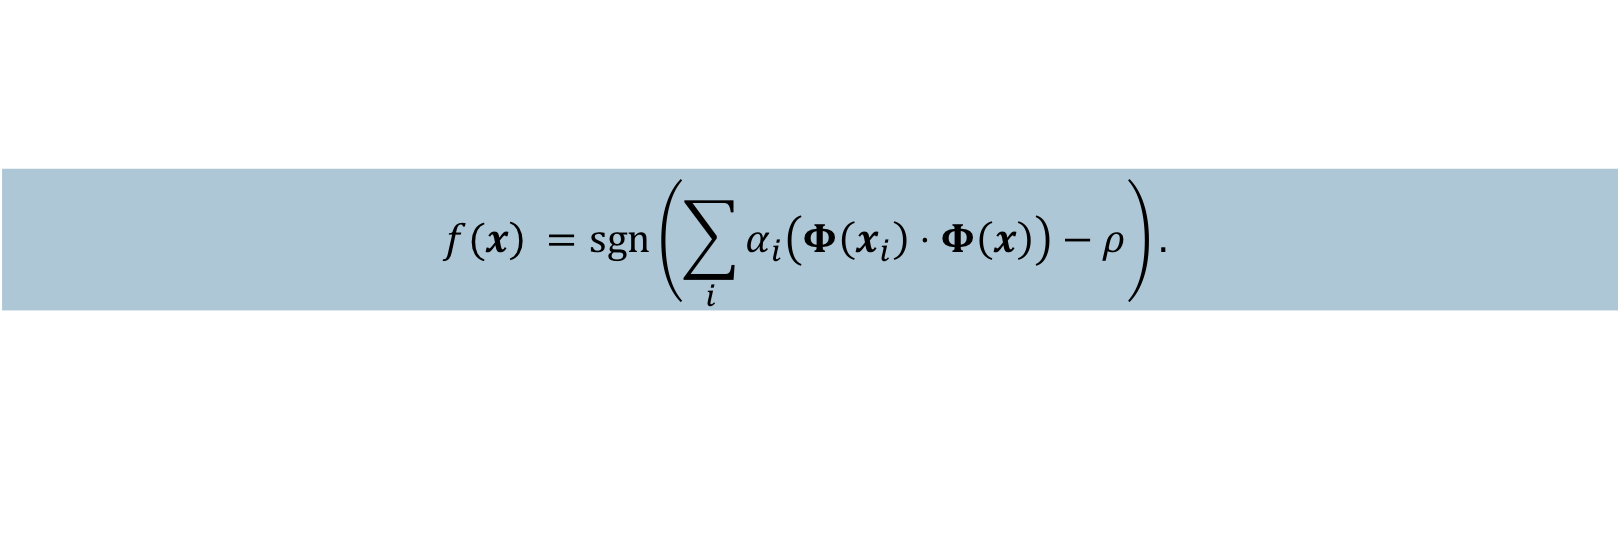 f(x) = sgn(∑_i α_i(Φ(x_i) · Φ(x)) − ρ).